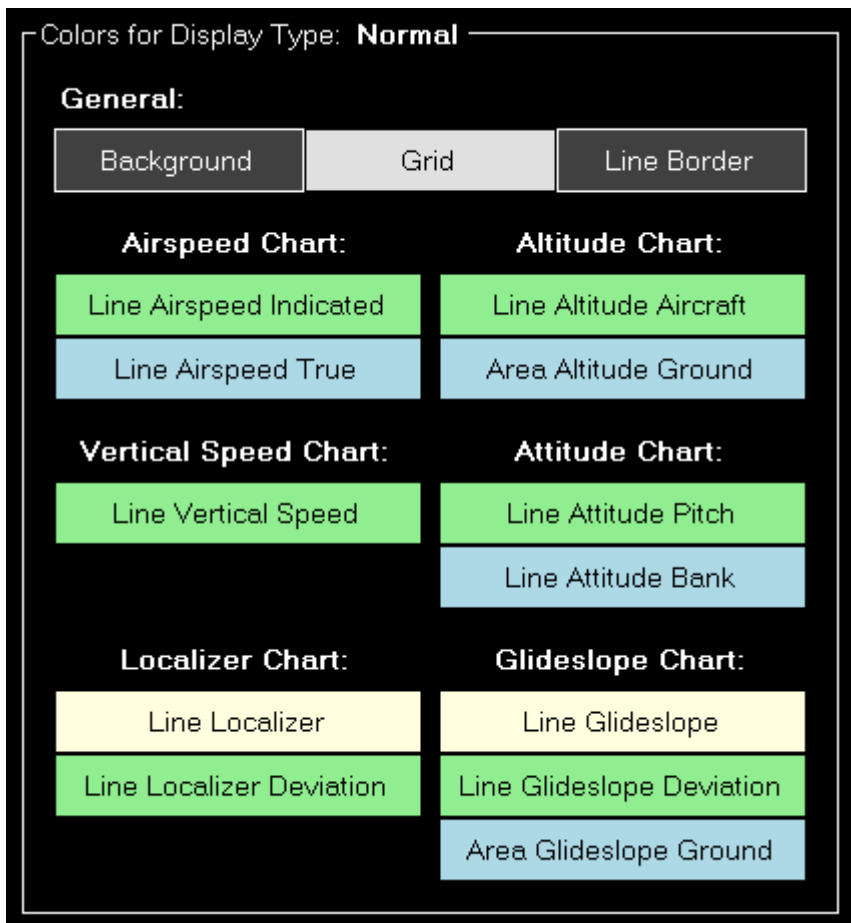 Colors for Display Type: Normal
General:
Background
Grid
Line Border
Airspeed Chart:
Line Airspeed Indicated
Line Airspeed True
Altitude Chart:
Line Altitude Aircraft
Area Altitude Ground
Vertical Speed Chart:
Line Vertical Speed
Attitude Chart:
Line Attitude Pitch
Line Attitude Bank
Localizer Chart:
Line Localizer
Line Localizer Deviation
Glideslope Chart:
Line Glideslope
Line Glideslope Deviation
Area Glideslope Ground